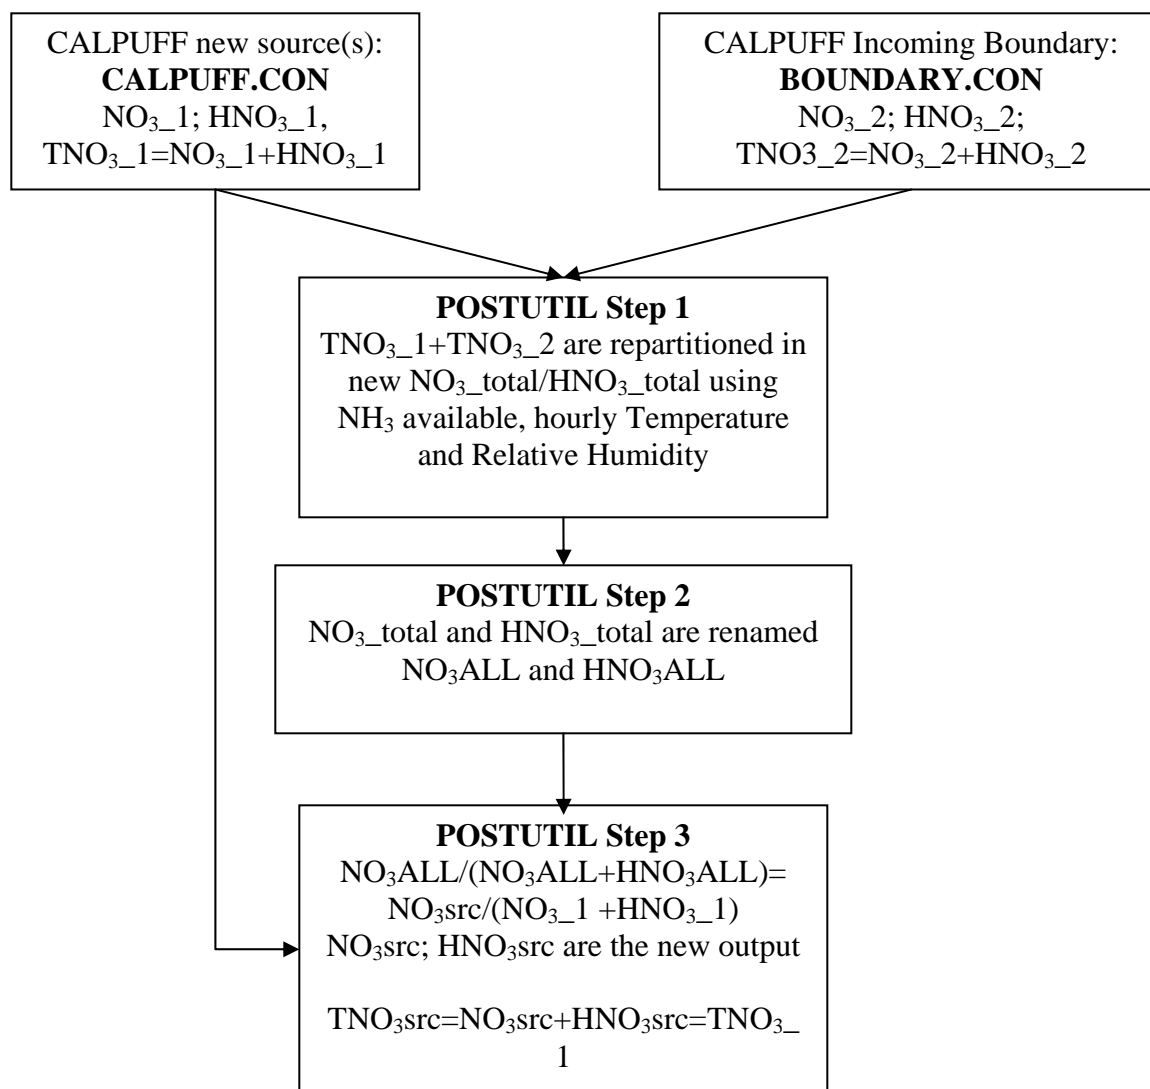 CALPUFF new source(s):
CALPUFF.CON
NO₃_1; HNO₃_1,
TNO₃_1=NO₃_1+HNO₃_1
CALPUFF Incoming Boundary:
BOUNDARY.CON
NO₃_2; HNO₃_2;
TNO3_2=NO₃_2+HNO₃_2
POSTUTIL Step 1
TNO₃_1+TNO₃_2 are repartitioned in
new NO₃_total/HNO₃_total using
NH₃ available, hourly Temperature
and Relative Humidity
POSTUTIL Step 2
NO₃_total and HNO₃_total are renamed
NO₃ALL and HNO₃ALL
POSTUTIL Step 3
NO₃ALL/(NO₃ALL+HNO₃ALL)=
NO₃src/(NO₃_1 +HNO₃_1)
NO₃src; HNO₃src are the new output
TNO₃src=NO₃src+HNO₃src=TNO₃_
1